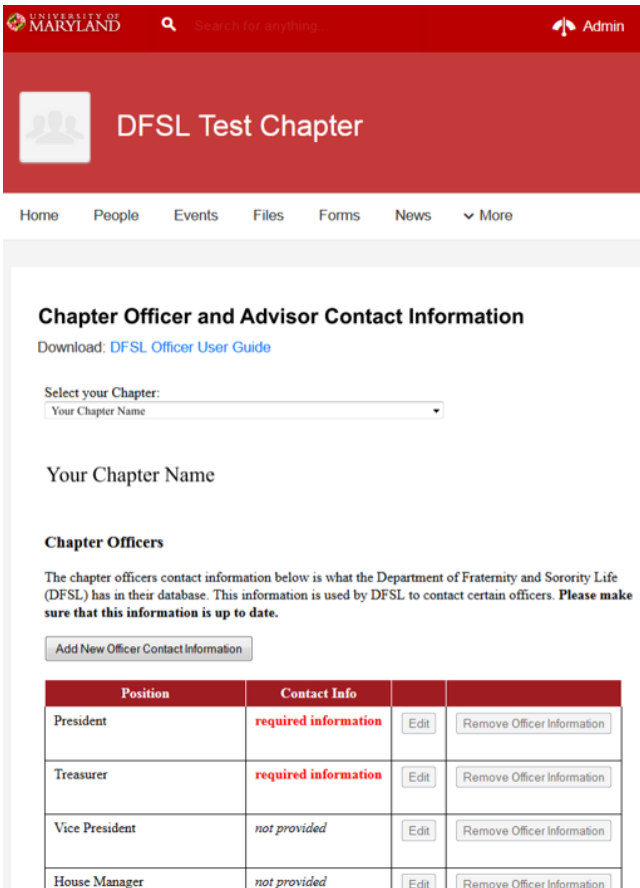 UNIVERSITY OF
MARYLAND
Search for anything
Admin
DFSL Test Chapter
Home People Events Files Forms News More
Chapter Officer and Advisor Contact Information
Download: DFSL Officer User Guide
Select your Chapter:
Your Chapter Name
Your Chapter Name
Chapter Officers
The chapter officers contact information below is what the Department of Fraternity and Sorority Life
(DFSL) has in their database. This information is used by DFSL to contact certain officers. Please make
sure that this information is up to date.
Add New Officer Contact Information
Position Contact Info
President required information Edit Remove Officer Information
Treasurer required information Edit Remove Officer Information
Vice President not provided Edit Remove Officer Information
House Manager not provided Edit Remove Officer Information